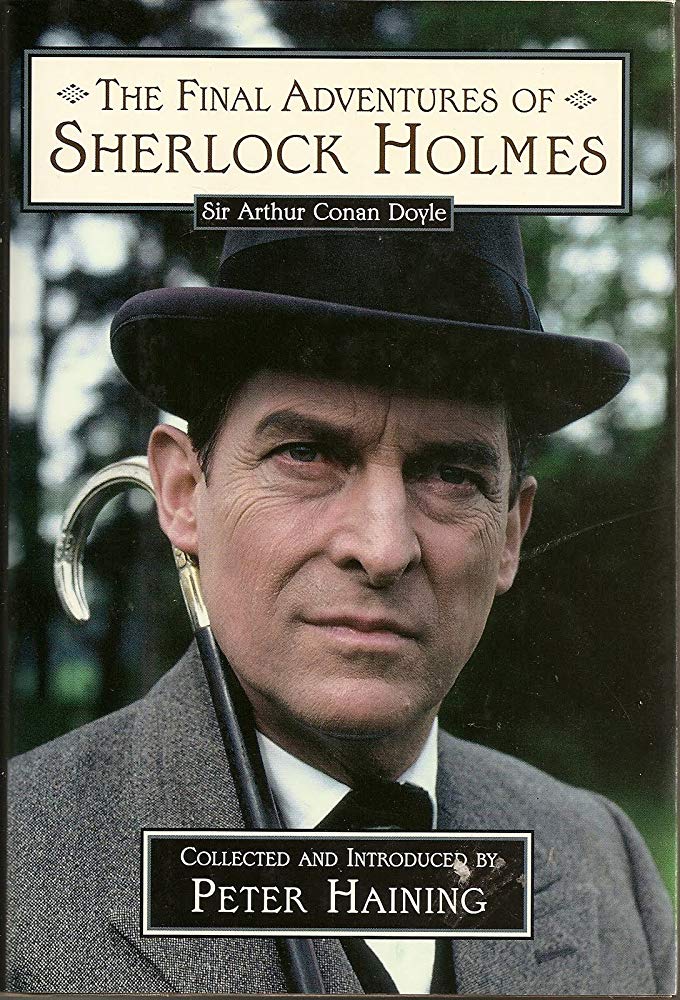 THE FINAL ADVENTURES OF
SHERLOCK HOLMES
Sir Arthur Conan Doyle
COLLECTED AND INTRODUCED BY
PETER HAINING